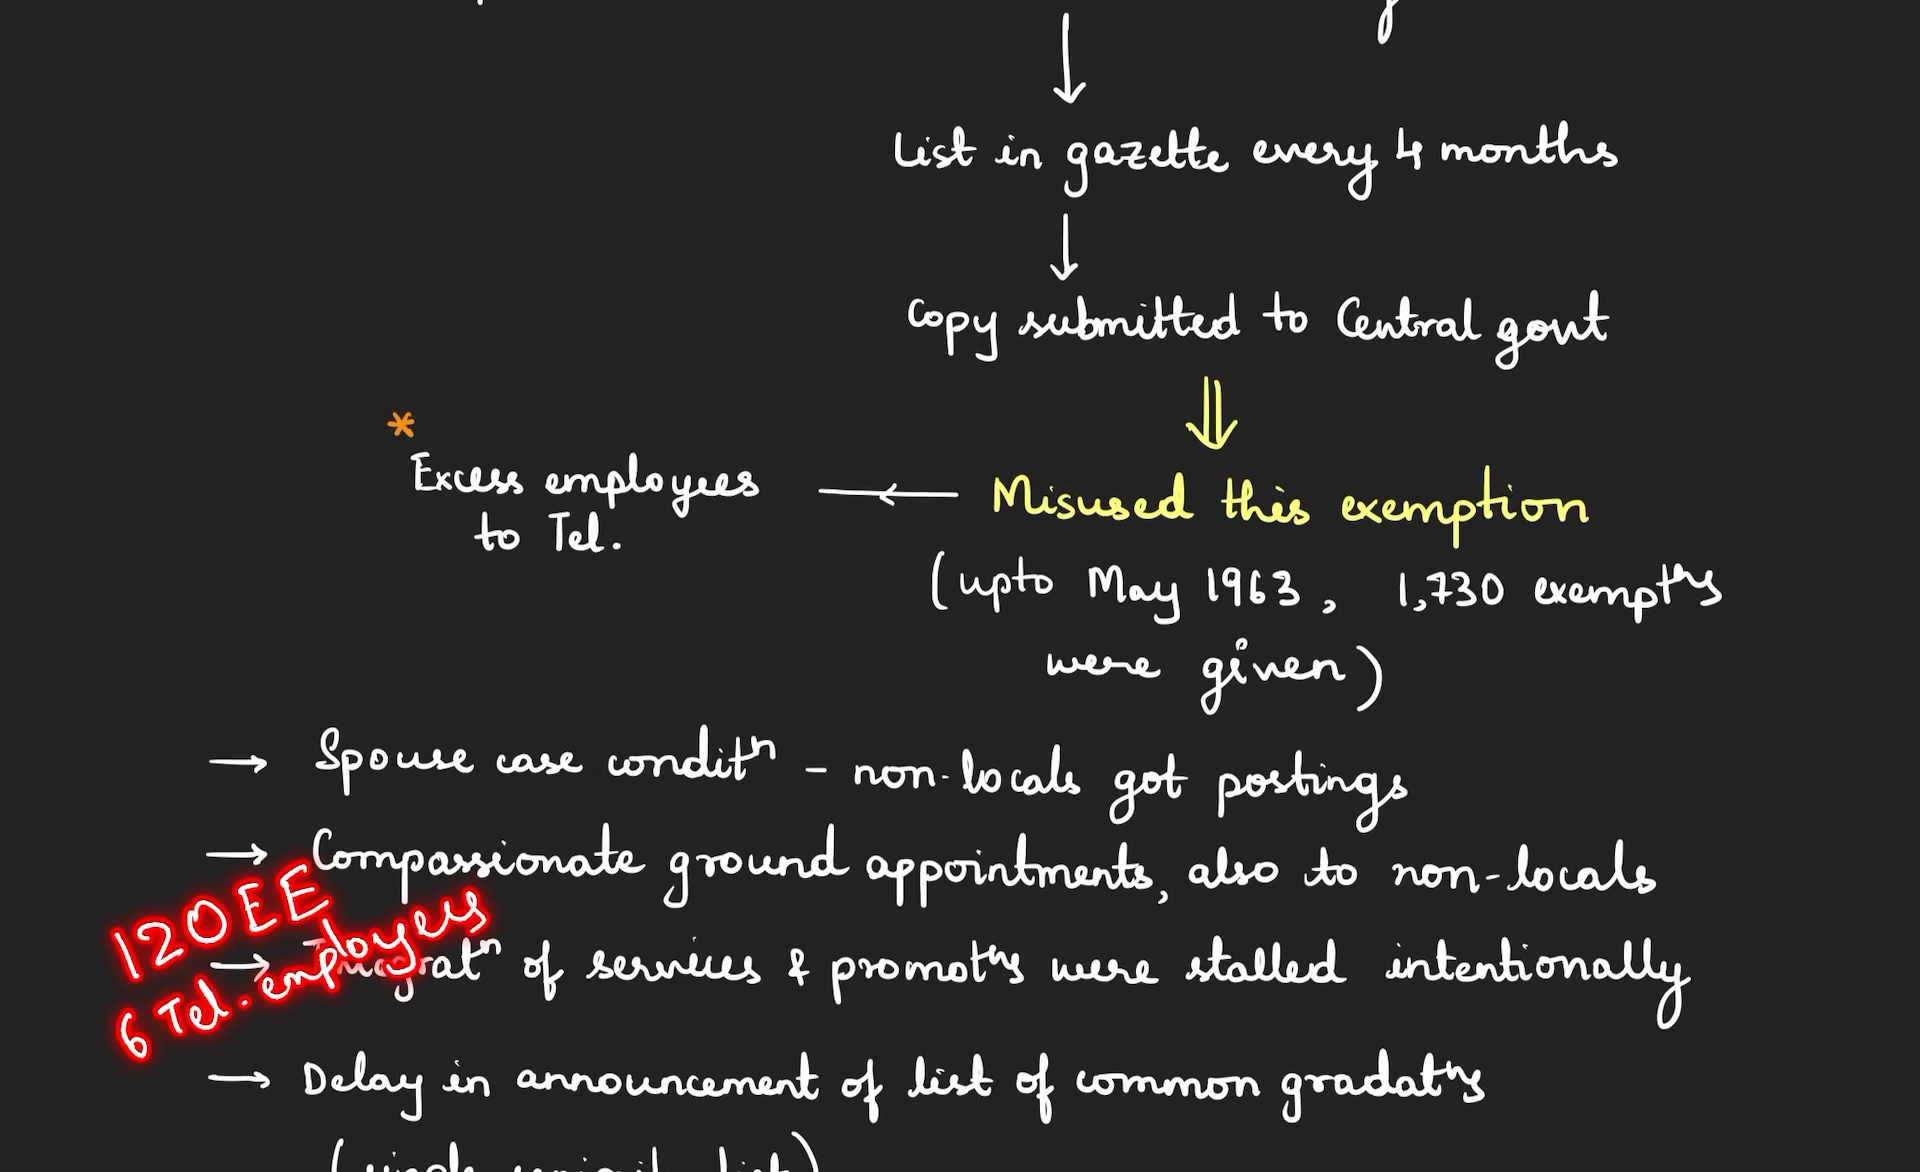 List in gazette every 4 months
Copy submitted to Central govt
*
Excess employees
to Tel.
Misused this exemption
(upto May 1963, 1,730 exemptns
were given)
→ Spouse case conditn - non-locals got postings
→ Compassionate ground appointments, also to non-locals
120 EE
6 Tel. employees
→ of services & promotns were stalled intentionally
→ Delay in announcement of list of common gradatns